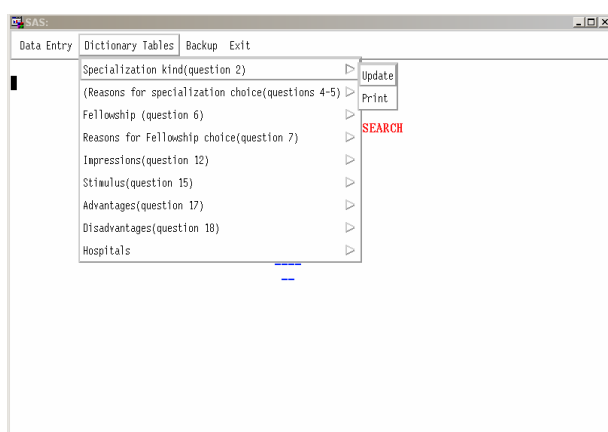 SAS:
Data Entry Dictionary Tables Backup Exit
Specialization kind(question 2)
Update
(Reasons for specialization choice(questions 4-5)
Print
Fellowship (question 6)
SEARCH
Reasons for Fellowship choice(question 7)
Impressions(question 12)
Stimulus(question 15)
Advantages(question 17)
Disadvantages(question 18)
Hospitals